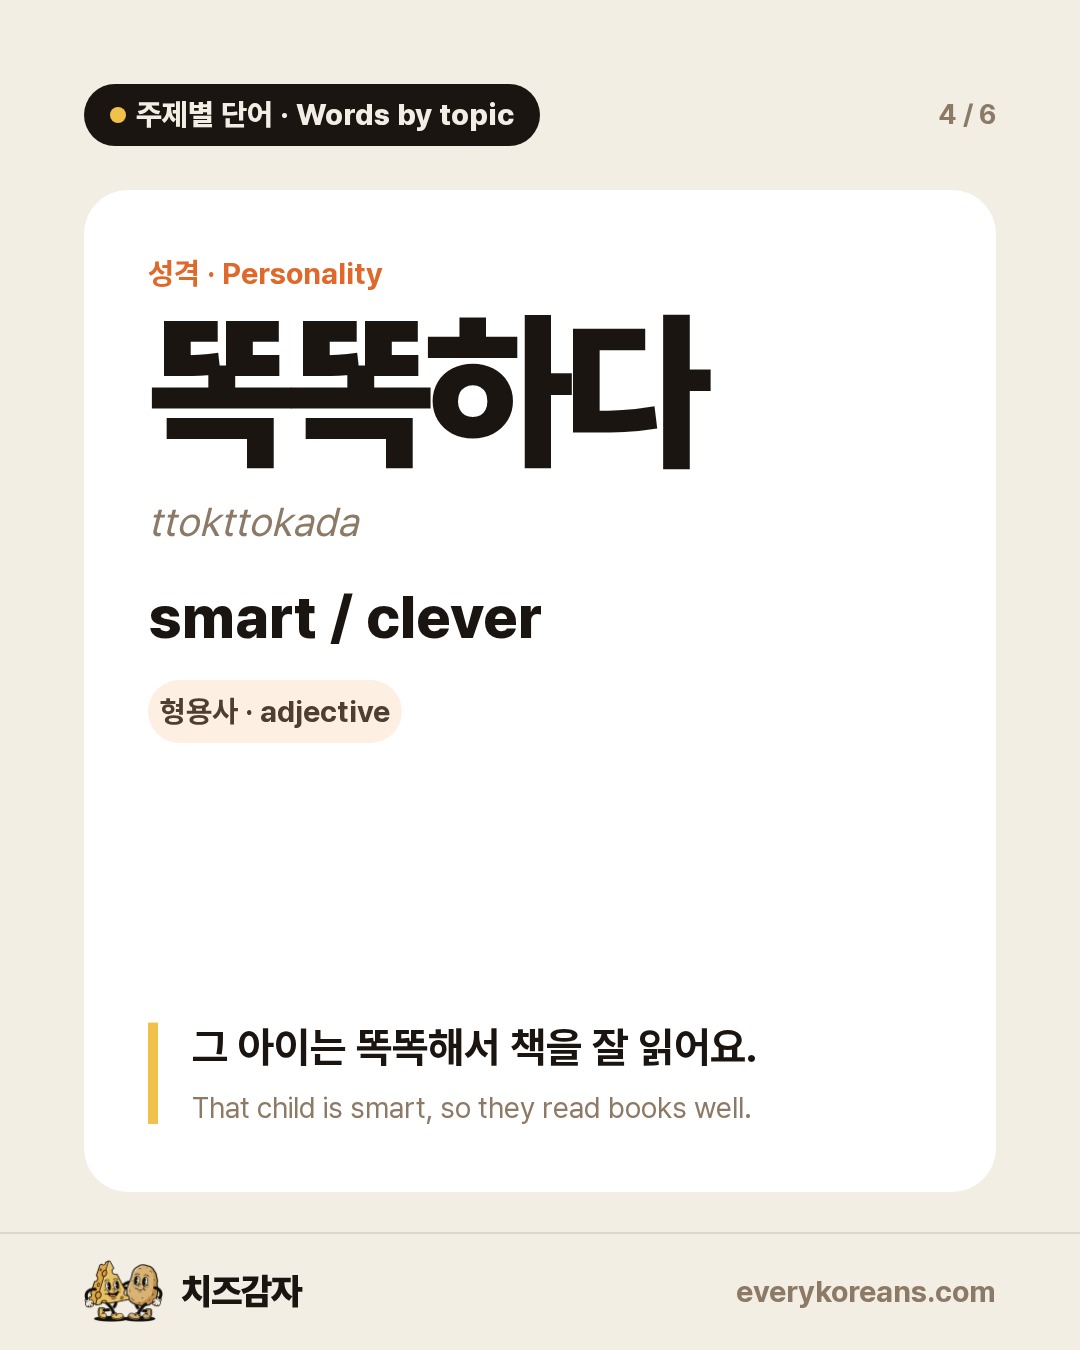 주제별 단어 · Words by topic
4 / 6
성격 · Personality
똑똑하다
ttokttokada
smart / clever
형용사 · adjective
그 아이는 똑똑해서 책을 잘 읽어요.
That child is smart, so they read books well.
치즈감자
everykoreans.com